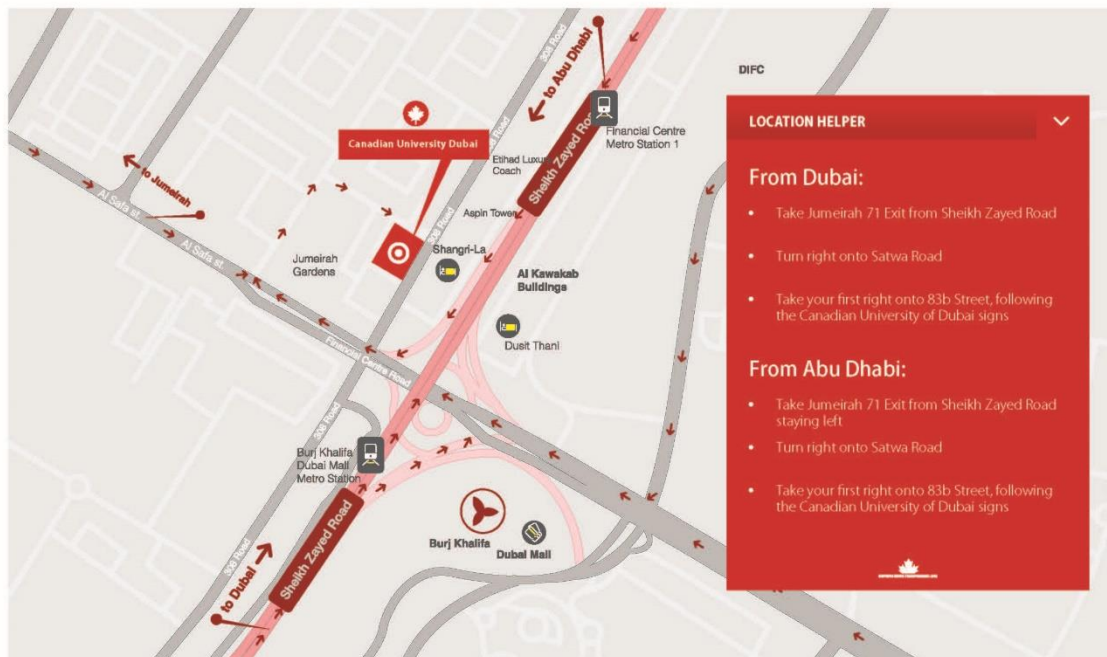 308 Road
to Abu Dhabi
DIFC
LOCATION HELPER
Canadian University Dubai
Financial Centre
Metro Station 1
Sheikh Zayed Road
Etihad Luxury
Coach
to Jumeirah
From Dubai:
Al Safa st.
Aspin Tower
308 Road
• Take Jumeirah 71 Exit from Sheikh Zayed Road
Shangri-La
Al Safa st.
Jumeirah
Gardens
Al Kawakab
Buildings
• Turn right onto Satwa Road
• Take your first right onto 83b Street, following
the Canadian University of Dubai signs
Dusit Thani
Financial Centre Road
From Abu Dhabi:
• Take Jumeirah 71 Exit from Sheikh Zayed Road
staying left
• Turn right onto Satwa Road
• Take your first right onto 83b Street, following
the Canadian University of Dubai signs
306 Road
Burj Khalifa
Dubai Mall
Metro Station
Sheikh Zayed Road
Burj Khalifa
Dubai Mall
308 Road
to Dubai